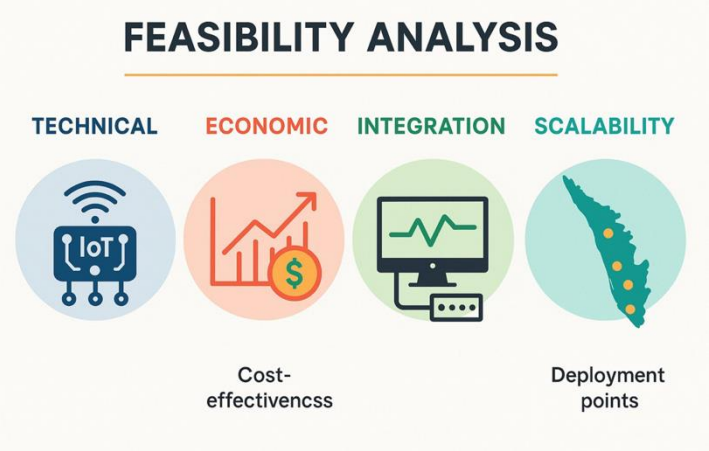 FEASIBILITY ANALYSIS
TECHNICAL
ECONOMIC
INTEGRATION
SCALABILITY
IoT
$
Cost-
effectivencss
Deployment
points